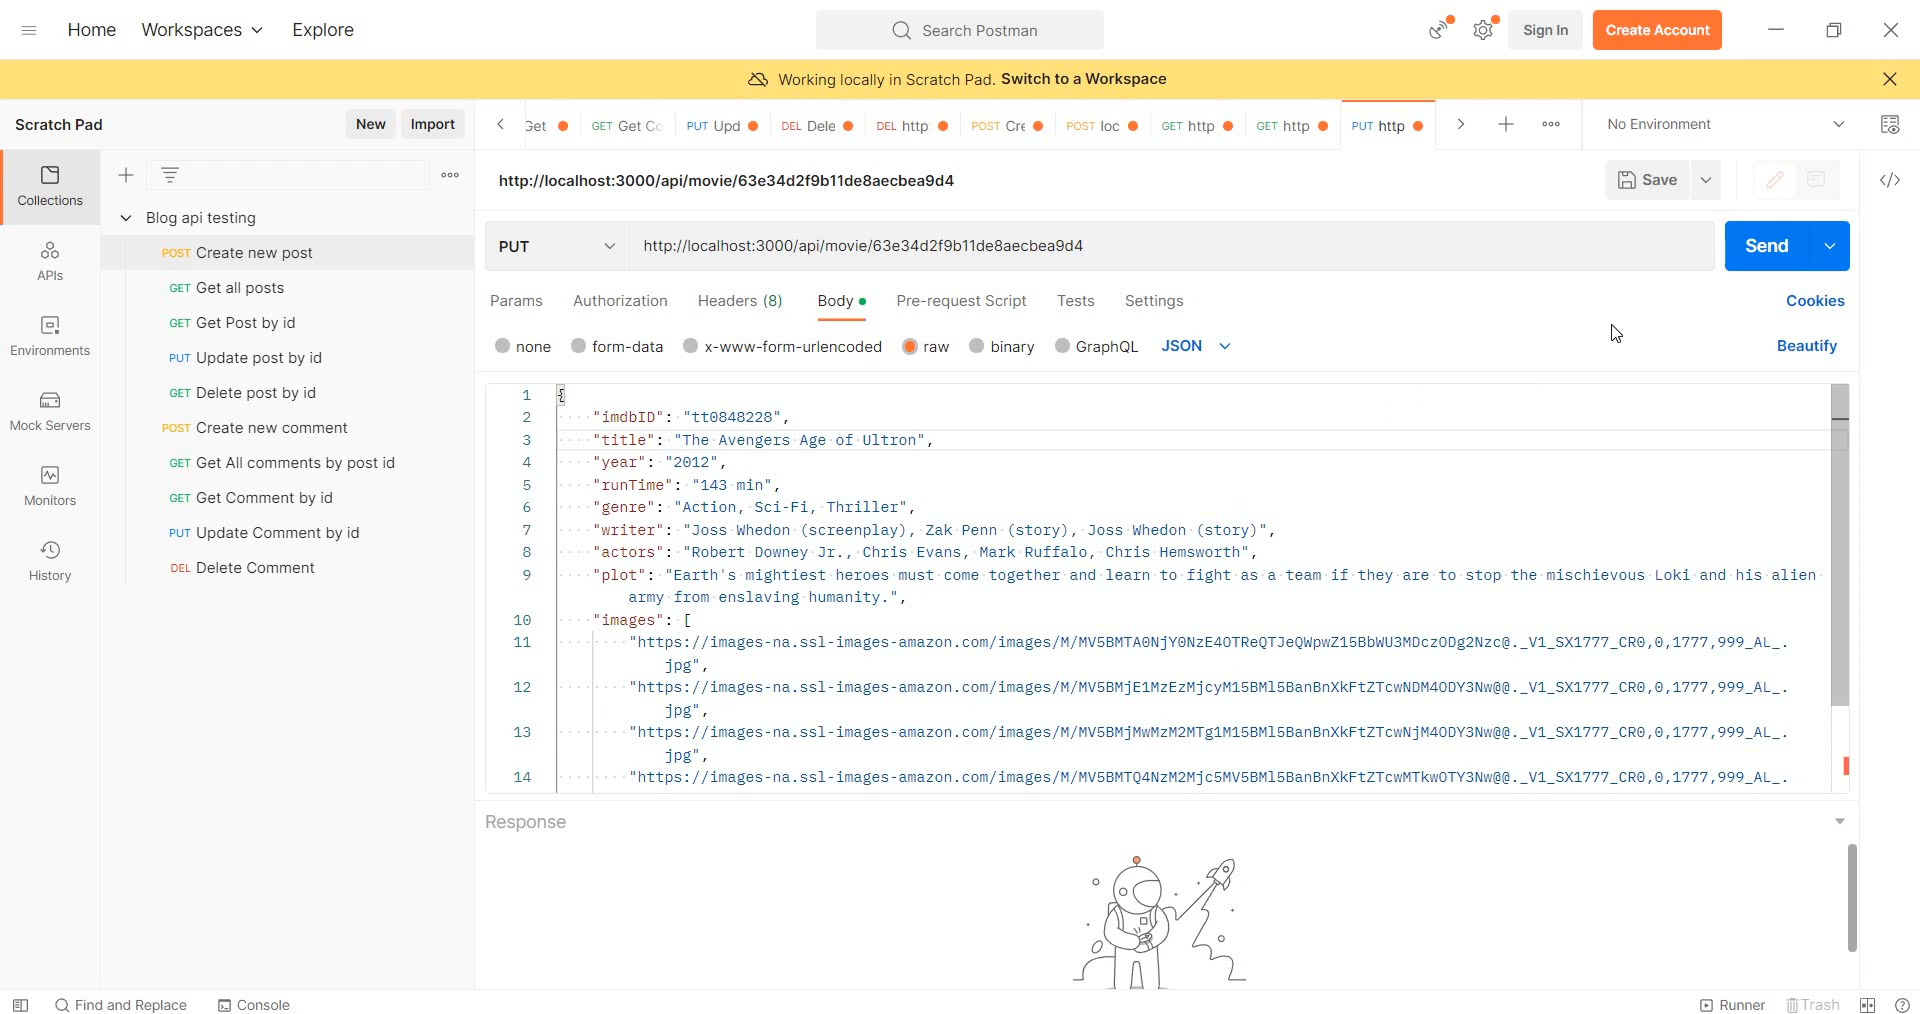 Home Workspaces Explore
Search Postman
Sign In Create Account
Working locally in Scratch Pad. Switch to a Workspace
Scratch Pad New Import
Get GET Get Co PUT Upd DEL Dele DEL http POST Cre POST loc GET http GET http PUT http
No Environment
Collections
APIs
Environments
Mock Servers
Monitors
History
Blog api testing
POST Create new post
GET Get all posts
GET Get Post by id
PUT Update post by id
GET Delete post by id
POST Create new comment
GET Get All comments by post id
GET Get Comment by id
PUT Update Comment by id
DEL Delete Comment
http://localhost:3000/api/movie/63e34d2f9b11de8aecbea9d4
Save
PUT http://localhost:3000/api/movie/63e34d2f9b11de8aecbea9d4 Send
Params Authorization Headers (8) Body Pre-request Script Tests Settings Cookies
none form-data x-www-form-urlencoded raw binary GraphQL JSON Beautify
1 {
2 "imdbID": "tt0848228",
3 "title": "The Avengers Age of Ultron",
4 "year": "2012",
5 "runTime": "143 min",
6 "genre": "Action, Sci-Fi, Thriller",
7 "writer": "Joss Whedon (screenplay), Zak Penn (story), Joss Whedon (story)",
8 "actors": "Robert Downey Jr., Chris Evans, Mark Ruffalo, Chris Hemsworth",
9 "plot": "Earth's mightiest heroes must come together and learn to fight as a team if they are to stop the mischievous Loki and his alien
army from enslaving humanity.",
10 "images": [
11 "https://images-na.ssl-images-amazon.com/images/M/MV5BMTA0NjY0NzE4OTReQTJeQWpwZ15BbWU3MDczODg2Nzc@._V1_SX1777_CR0,0,1777,999_AL_.
jpg",
12 "https://images-na.ssl-images-amazon.com/images/M/MV5BMjE1MzEzMjcyM15BMl5BanBnXkFtZTcwNDM4ODY3Nw@@._V1_SX1777_CR0,0,1777,999_AL_.
jpg",
13 "https://images-na.ssl-images-amazon.com/images/M/MV5BMjMwMzM2MTg1M15BMl5BanBnXkFtZTcwNjM4ODY3Nw@@._V1_SX1777_CR0,0,1777,999_AL_.
jpg",
14 "https://images-na.ssl-images-amazon.com/images/M/MV5BMTQ4NzM2Mjc5MV5BMl5BanBnXkFtZTcwMTkwOTY3Nw@@._V1_SX1777_CR0,0,1777,999_AL_.
Response
Find and Replace Console Runner Trash